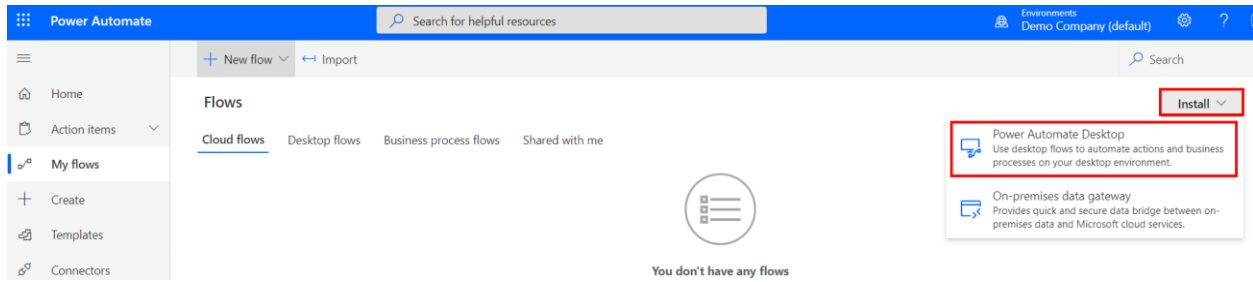 Power Automate
Search for helpful resources
Environments
Demo Company (default)
?
New flow
Import
Search
Home
Flows
Install
Action items
Cloud flows
Desktop flows
Business process flows
Shared with me
Power Automate Desktop
Use desktop flows to automate actions and business
processes on your desktop environment.
My flows
Create
On-premises data gateway
Provides quick and secure data bridge between on-
premises data and Microsoft cloud services.
Templates
Connectors
You don't have any flows